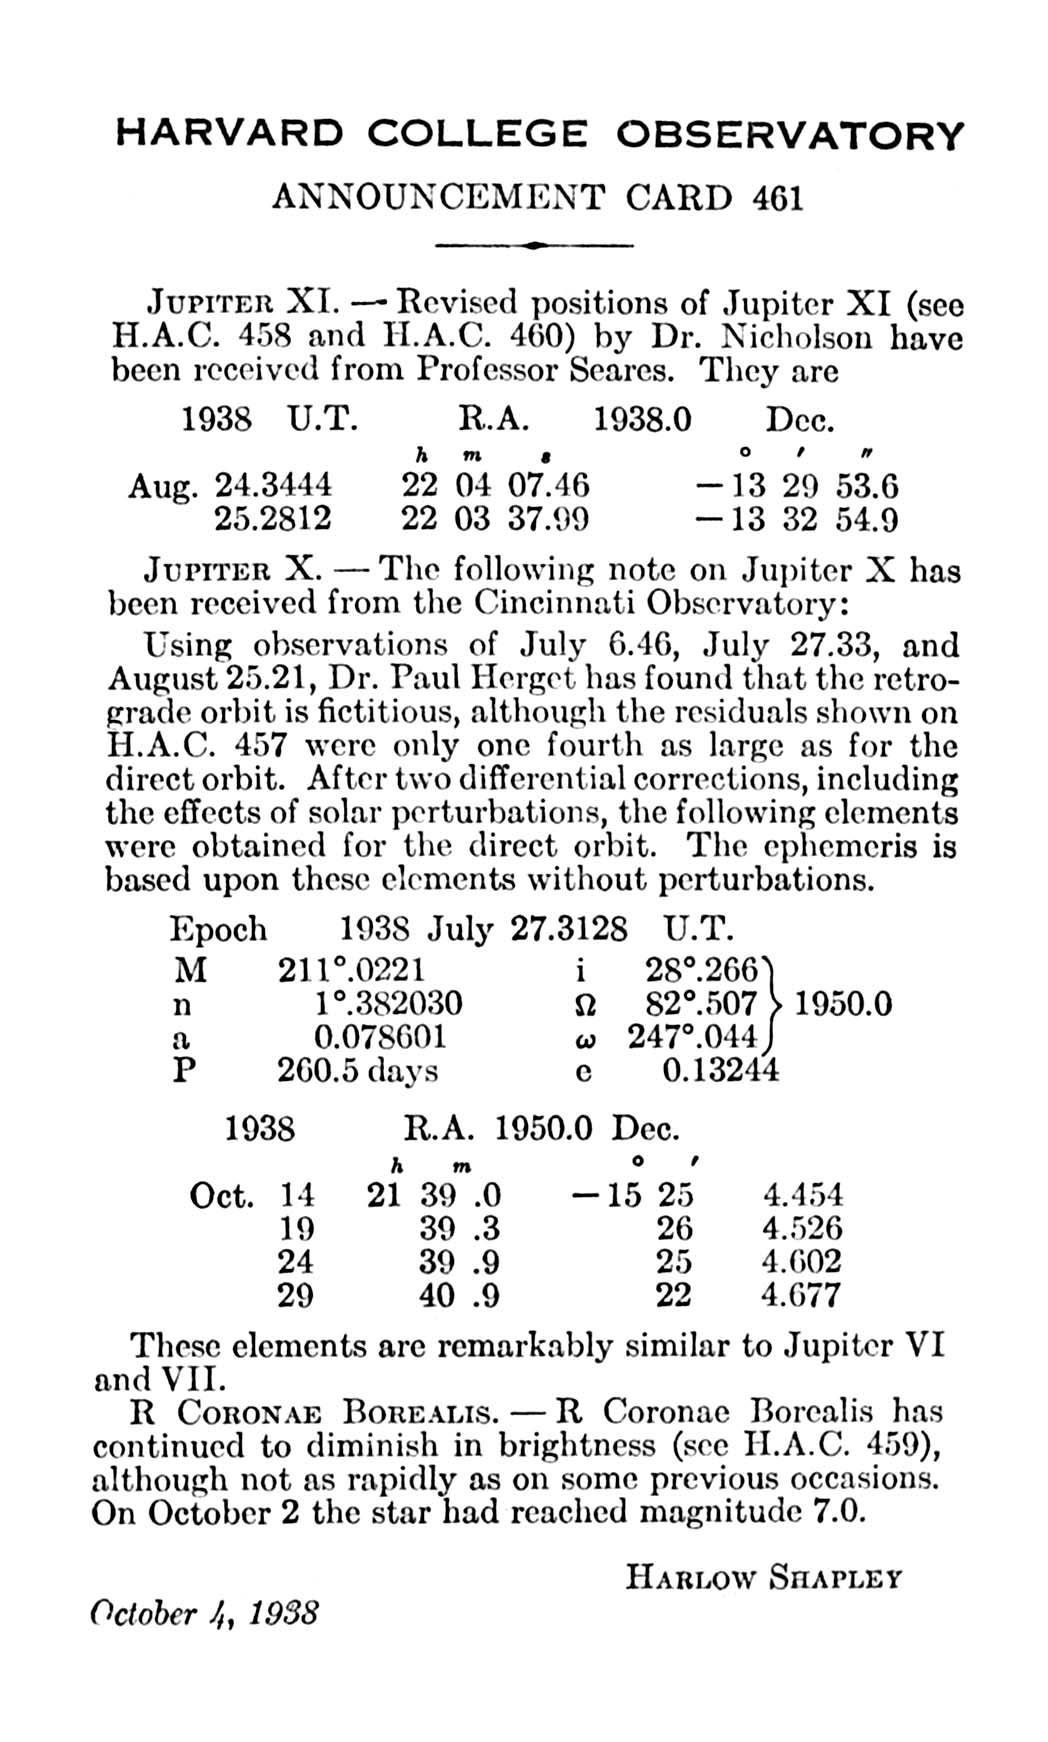 HARVARD COLLEGE OBSERVATORY
ANNOUNCEMENT CARD 461
JUPITER XI. — Revised positions of Jupiter XI (see
H.A.C. 458 and H.A.C. 460) by Dr. Nicholson have
been received from Professor Seares. They are
1938 U.T. R.A. 1938.0 Dec.
h m s ° ′ ″
Aug. 24.3444 22 04 07.46 −13 29 53.6
25.2812 22 03 37.99 −13 32 54.9
JUPITER X. — The following note on Jupiter X has
been received from the Cincinnati Observatory:
Using observations of July 6.46, July 27.33, and
August 25.21, Dr. Paul Herget has found that the retro-
grade orbit is fictitious, although the residuals shown on
H.A.C. 457 were only one fourth as large as for the
direct orbit. After two differential corrections, including
the effects of solar perturbations, the following elements
were obtained for the direct orbit. The ephemeris is
based upon these elements without perturbations.
Epoch 1938 July 27.3128 U.T.
M 211°.0221 i 28°.266
n 1°.382030 Ω 82°.507 } 1950.0
a 0.078601 ω 247°.044
P 260.5 days e 0.13244
1938 R.A. 1950.0 Dec.
h m ° ′
Oct. 14 21 39 .0 −15 25 4.454
19 39 .3 26 4.526
24 39 .9 25 4.602
29 40 .9 22 4.677
These elements are remarkably similar to Jupiter VI
and VII.
R CORONAE BOREALIS. — R Coronae Borealis has
continued to diminish in brightness (see H.A.C. 459),
although not as rapidly as on some previous occasions.
On October 2 the star had reached magnitude 7.0.
HARLOW SHAPLEY
October 4, 1938